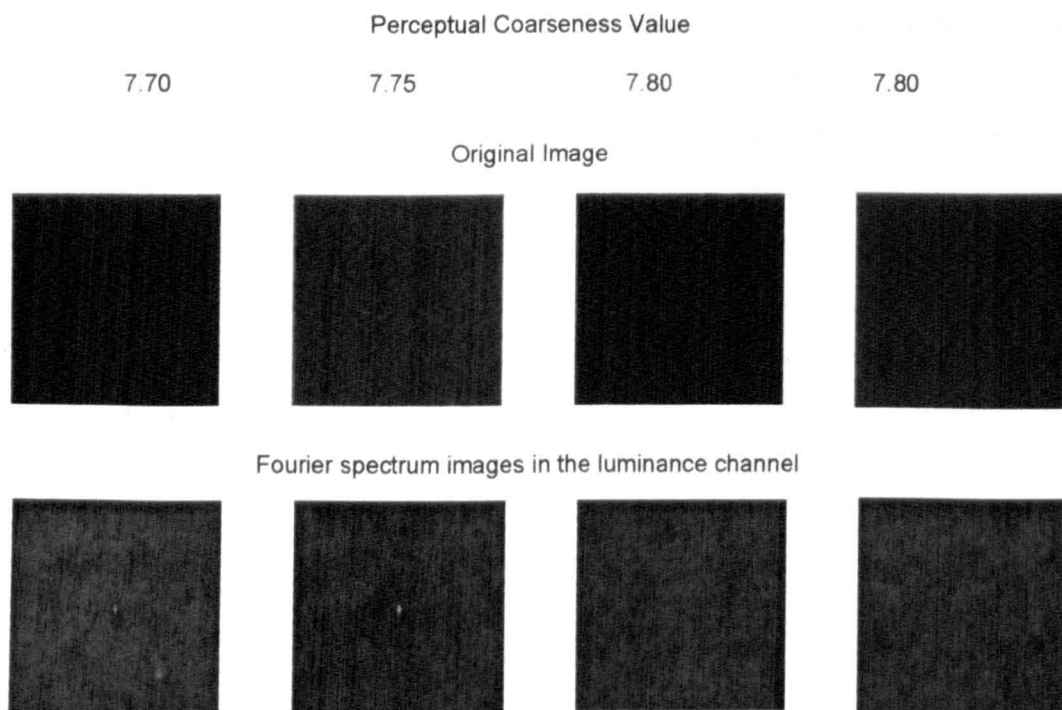 Perceptual Coarseness Value
7.70 7.75 7.80 7.80
Original Image
Fourier spectrum images in the luminance channel